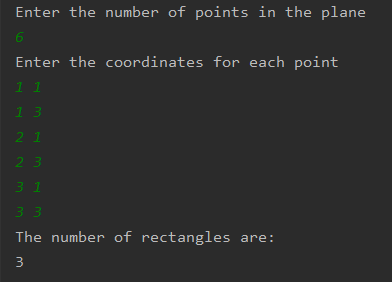 Enter the number of points in the plane
6
Enter the coordinates for each point
1 1
1 3
2 1
2 3
3 1
3 3
The number of rectangles are:
3